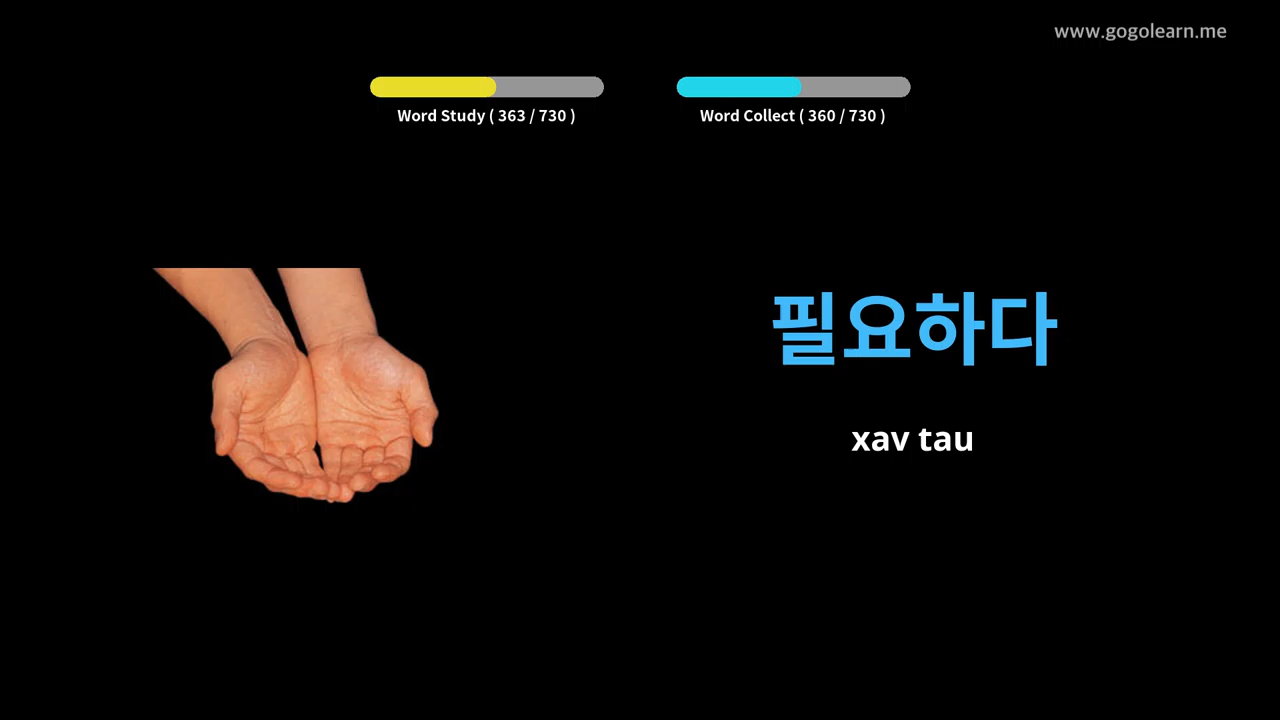 www.gogolearn.me
Word Study ( 363 / 730 )
Word Collect ( 360 / 730 )
필요하다
xav tau